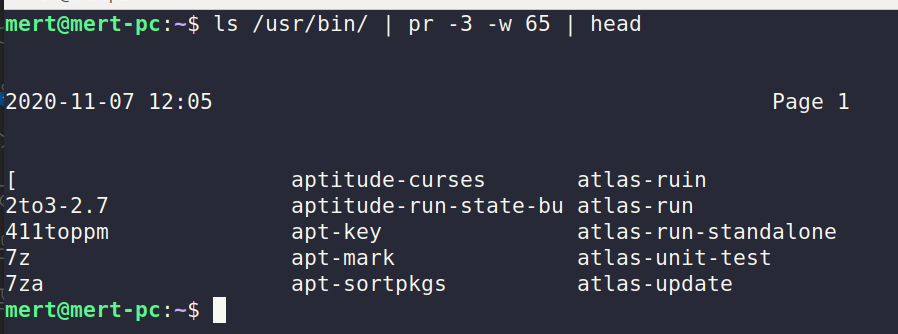 mert@mert-pc:~$ ls /usr/bin/ | pr -3 -w 65 | head
2020-11-07 12:05                                           Page 1
[                     aptitude-curses       atlas-ruin
2to3-2.7              aptitude-run-state-bu atlas-run
411toppm              apt-key               atlas-run-standalone
7z                    apt-mark              atlas-unit-test
7za                   apt-sortpkgs          atlas-update
mert@mert-pc:~$